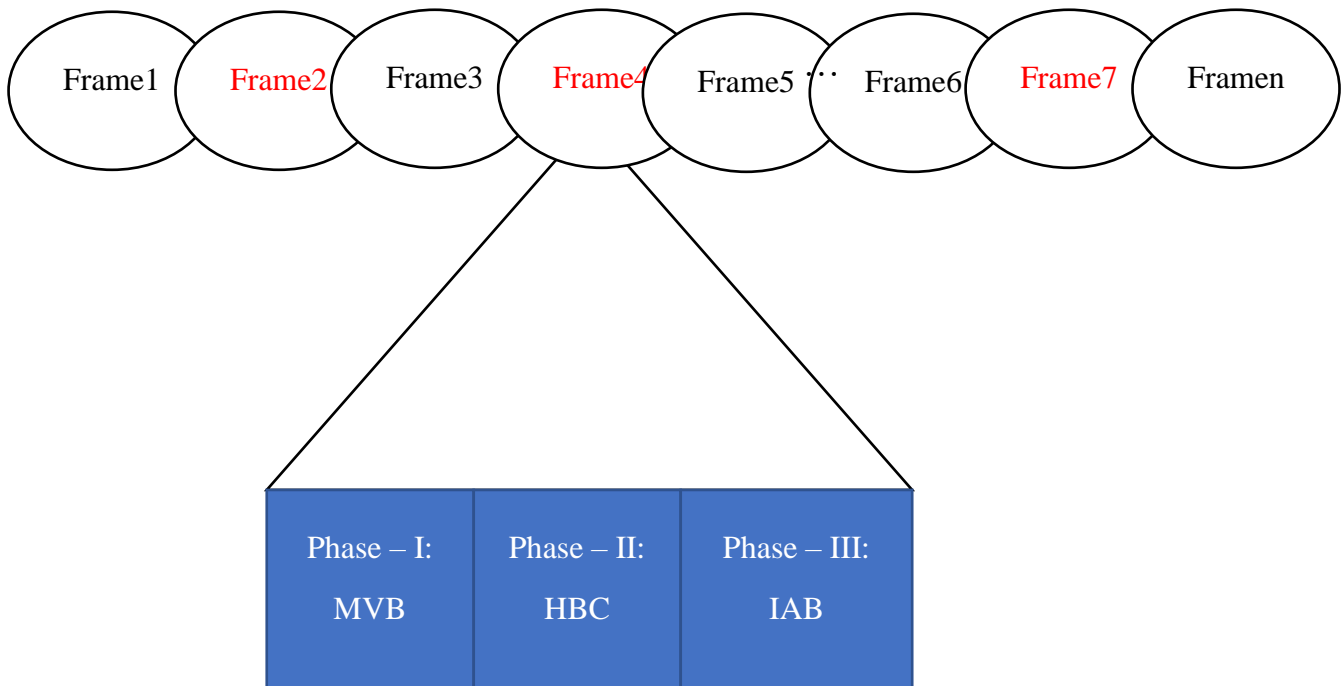 Frame1 Frame2 Frame3 Frame4 Frame5 … Frame6 Frame7 Framen
Phase – I: Phase – II: Phase – III:
MVB HBC IAB